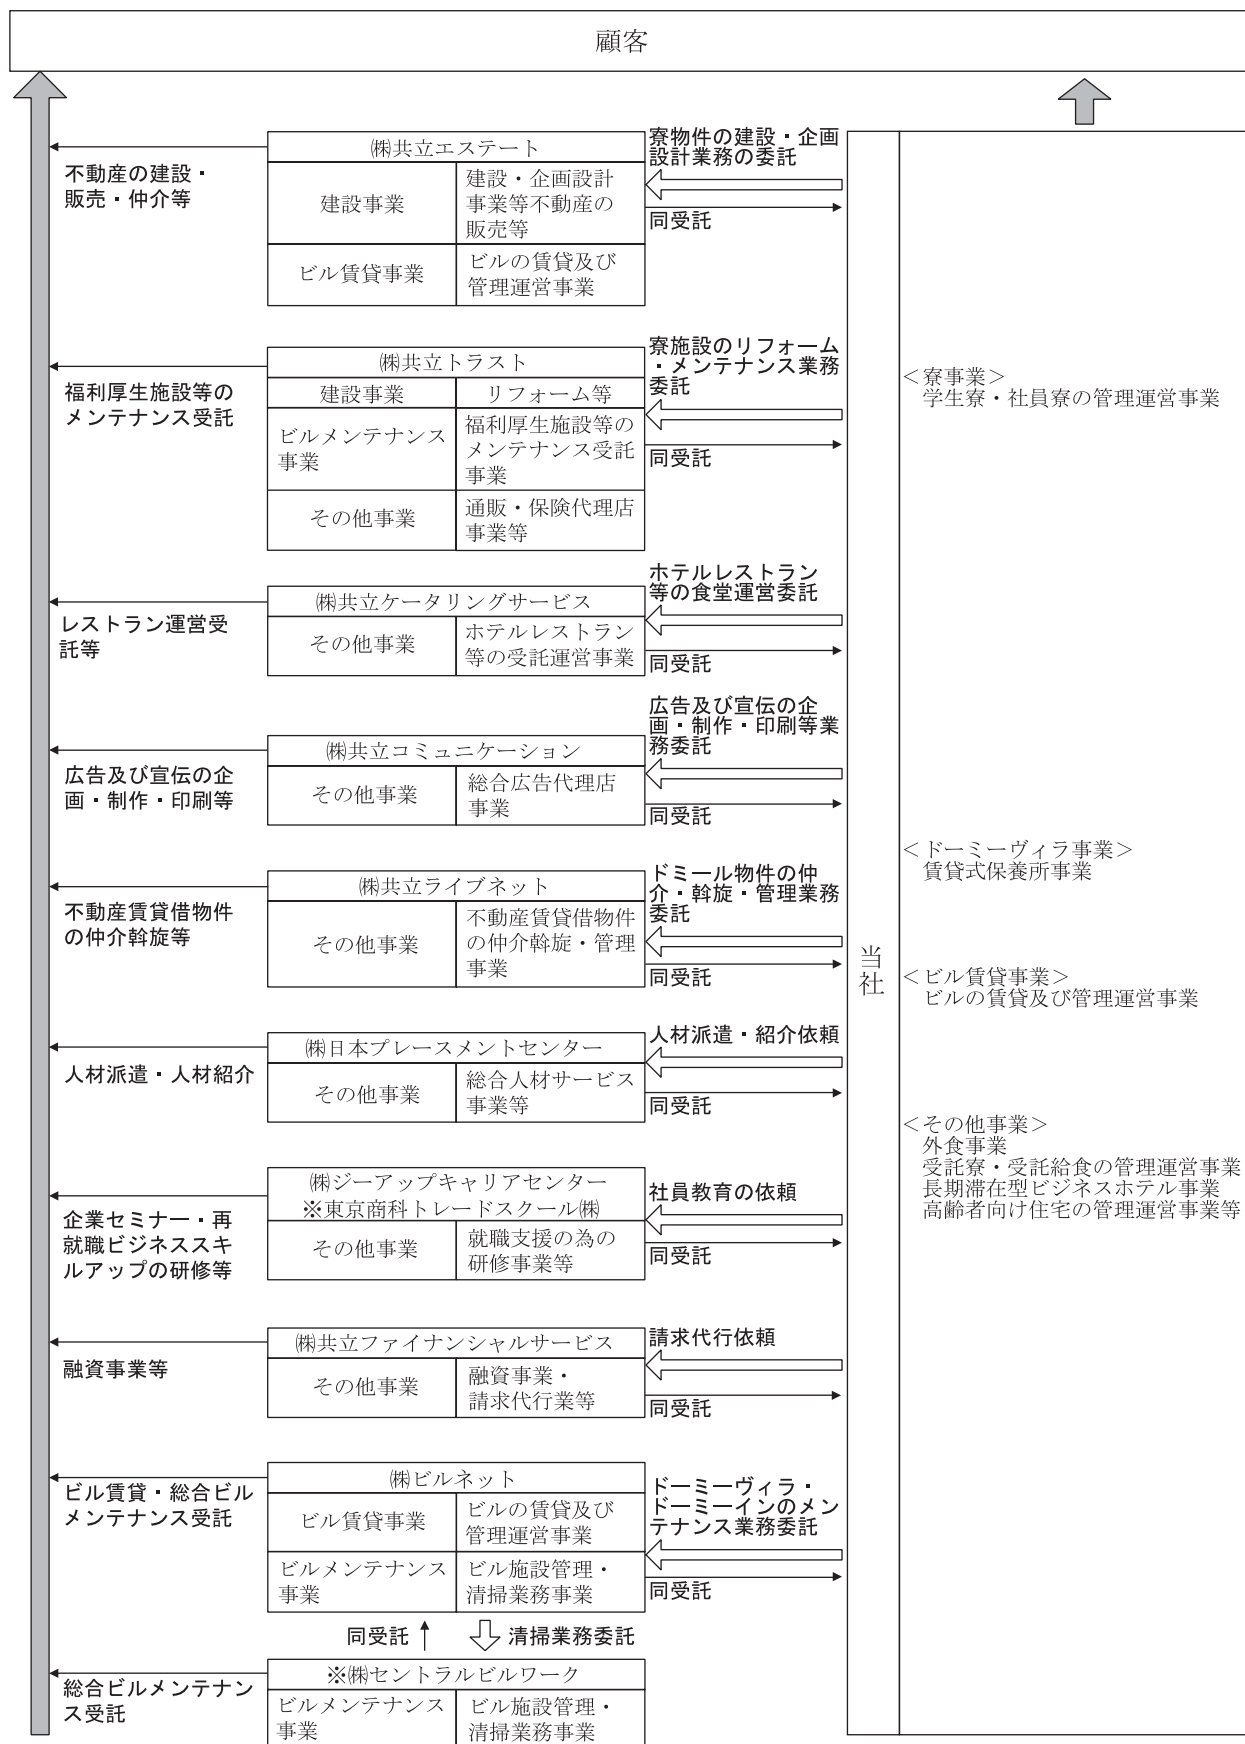 顧客
㈱共立エステート
不動産の建設・
販売・仲介等
建設事業
建設・企画設計
事業等不動産の
販売等
ビル賃貸事業
ビルの賃貸及び
管理運営事業
寮物件の建設・企画
設計業務の委託
同受託
㈱共立トラスト
福利厚生施設等の
メンテナンス受託
建設事業
リフォーム等
ビルメンテナンス
事業
福利厚生施設等の
メンテナンス受託
事業
その他事業
通販・保険代理店
事業等
寮施設のリフォーム
・メンテナンス業務
委託
同受託
㈱共立ケータリングサービス
レストラン運営受
託等
その他事業
ホテルレストラン
等の受託運営事業
ホテルレストラン
等の食堂運営委託
同受託
㈱共立コミュニケーション
広告及び宣伝の企
画・制作・印刷等
その他事業
総合広告代理店
事業
広告及び宣伝の企
画・制作・印刷等業
務委託
同受託
㈱共立ライブネット
不動産賃貸借物件
の仲介斡旋等
その他事業
不動産賃貸借物件
の仲介斡旋・管理
事業
ドミール物件の仲
介・斡旋・管理業務
委託
同受託
㈱日本プレースメントセンター
人材派遣・人材紹介
その他事業
総合人材サービス
事業等
人材派遣・紹介依頼
同受託
㈱ジーアップキャリアセンター
※東京商科トレードスクール㈱
企業セミナー・再
就職ビジネススキ
ルアップの研修等
その他事業
就職支援の為の
研修事業等
社員教育の依頼
同受託
㈱共立ファイナンシャルサービス
融資事業等
その他事業
融資事業・
請求代行業等
請求代行依頼
同受託
㈱ビルネット
ビル賃貸・総合ビル
メンテナンス受託
ビル賃貸事業
ビルの賃貸及び
管理運営事業
ビルメンテナンス
事業
ビル施設管理・
清掃業務事業
ドーミーヴィラ・
ドーミーインのメン
テナンス業務委託
同受託
同受託
清掃業務委託
※㈱セントラルビルワーク
総合ビルメンテナン
ス受託
ビルメンテナンス
事業
ビル施設管理・
清掃業務事業
当社
＜寮事業＞
学生寮・社員寮の管理運営事業
＜ドーミーヴィラ事業＞
賃貸式保養所事業
＜ビル賃貸事業＞
ビルの賃貸及び管理運営事業
＜その他事業＞
外食事業
受託寮・受託給食の管理運営事業
長期滞在型ビジネスホテル事業
高齢者向け住宅の管理運営事業等